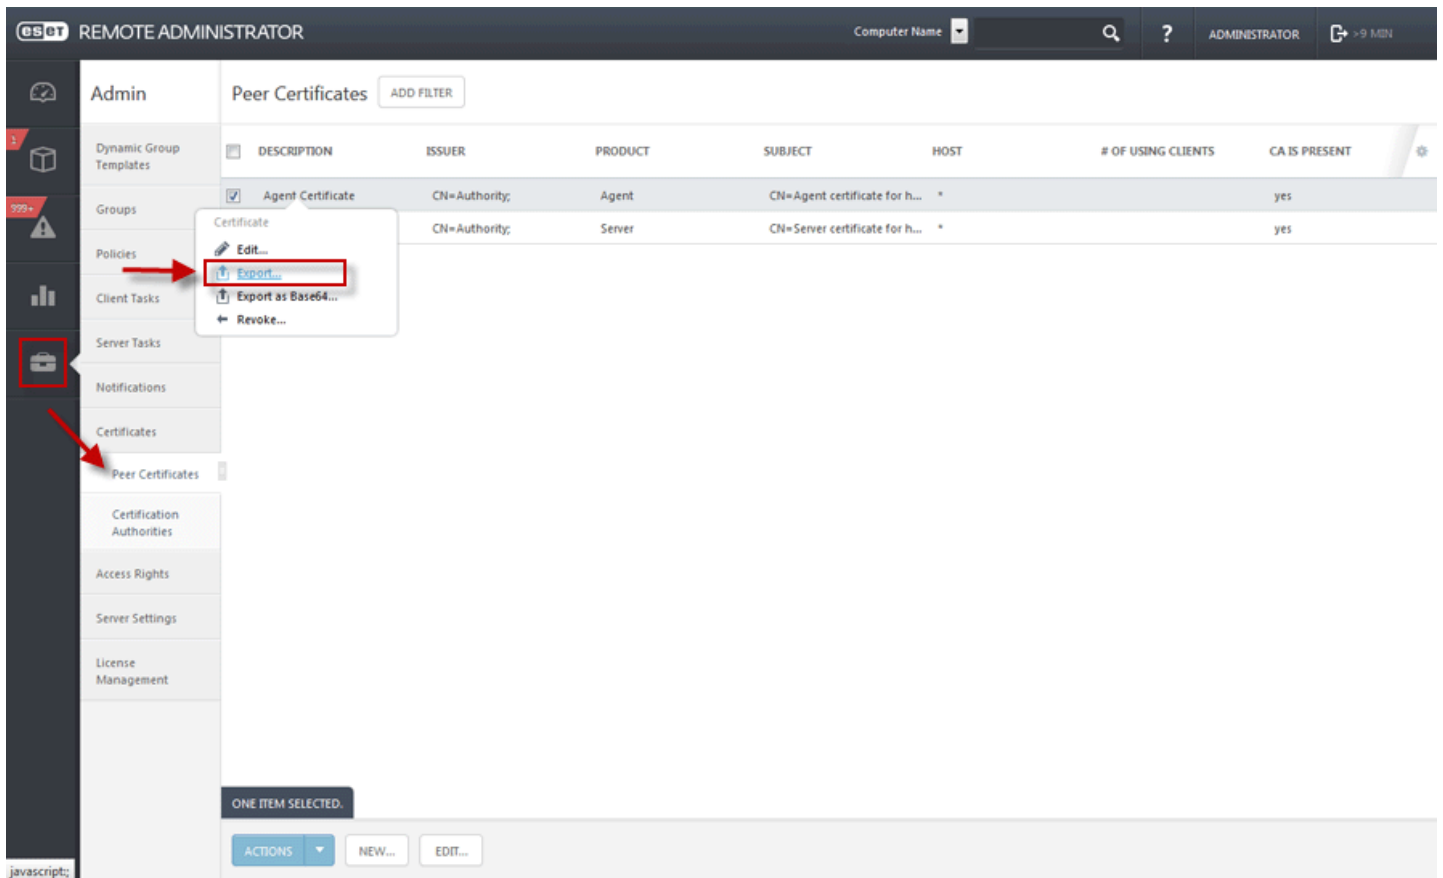 eset REMOTE ADMINISTRATOR
Computer Name
?
ADMINISTRATOR
>9 MIN
Admin
Peer Certificates
ADD FILTER
1
999+
Dynamic Group
Templates
Groups
Policies
Client Tasks
Server Tasks
Notifications
Certificates
Peer Certificates
Certification
Authorities
Access Rights
Server Settings
License
Management
DESCRIPTION ISSUER PRODUCT SUBJECT HOST # OF USING CLIENTS CA IS PRESENT
Agent Certificate CN=Authority; Agent CN=Agent certificate for h... * yes
CN=Authority; Server CN=Server certificate for h... * yes
Certificate
Edit...
Export...
Export as Base64...
Revoke...
ONE ITEM SELECTED.
ACTIONS
NEW...
EDIT...
javascript:;